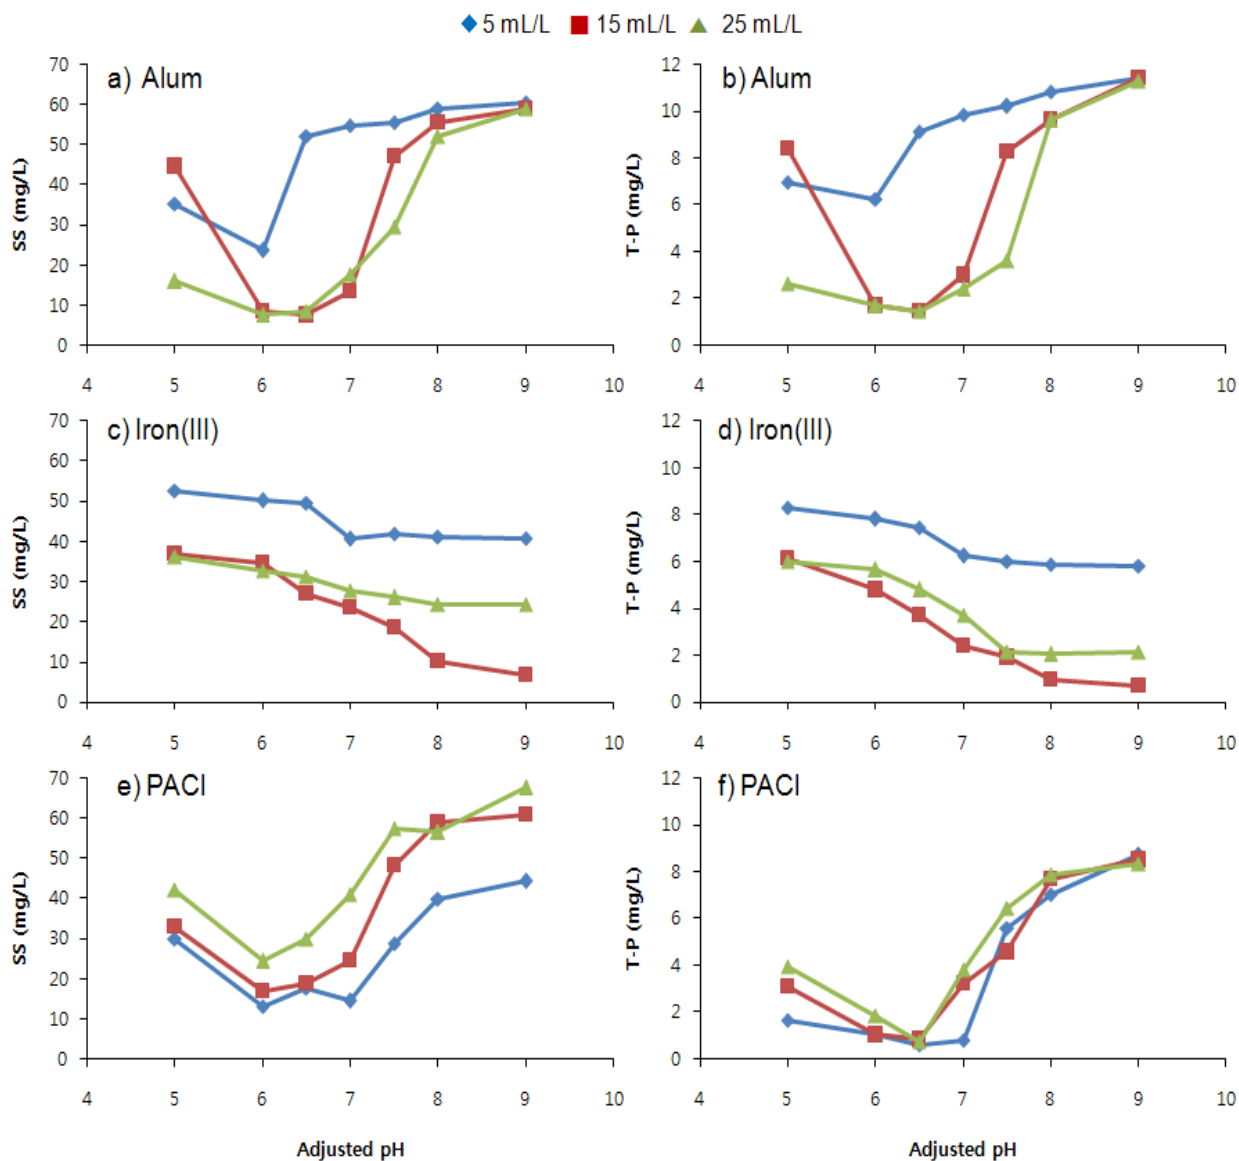 5 mL/L 15 mL/L 25 mL/L
a) Alum
SS (mg/L)
70
60
50
40
30
20
10
0
4 5 6 7 8 9 10
b) Alum
T-P (mg/L)
12
10
8
6
4
2
0
4 5 6 7 8 9 10
c) Iron(III)
SS (mg/L)
70
60
50
40
30
20
10
0
4 5 6 7 8 9 10
d) Iron(III)
T-P (mg/L)
12
10
8
6
4
2
0
4 5 6 7 8 9 10
e) PACl
SS (mg/L)
70
60
50
40
30
20
10
0
4 5 6 7 8 9 10
Adjusted pH
f) PACl
T-P (mg/L)
12
10
8
6
4
2
0
4 5 6 7 8 9 10
Adjusted pH